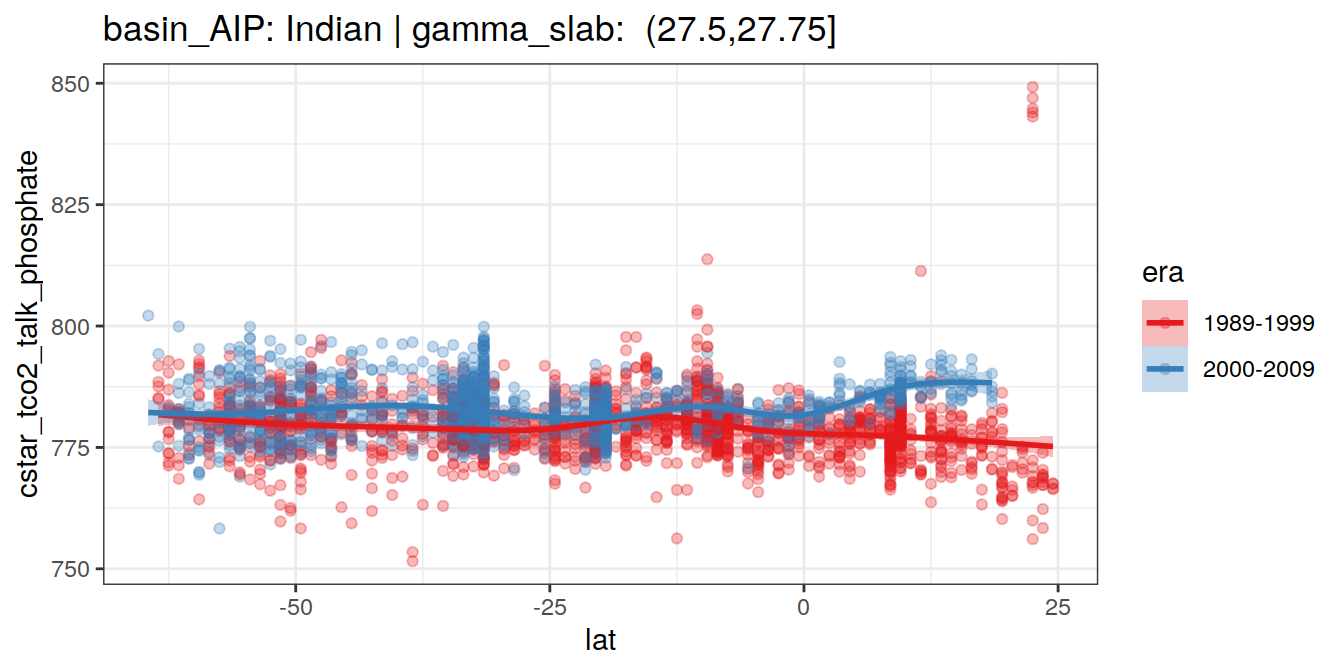 basin_AIP: Indian | gamma_slab:  (27.5,27.75]
cstar_tco2_talk_phosphate
850
825
800
775
750
-50
-25
0
25
lat
era
1989-1999
2000-2009